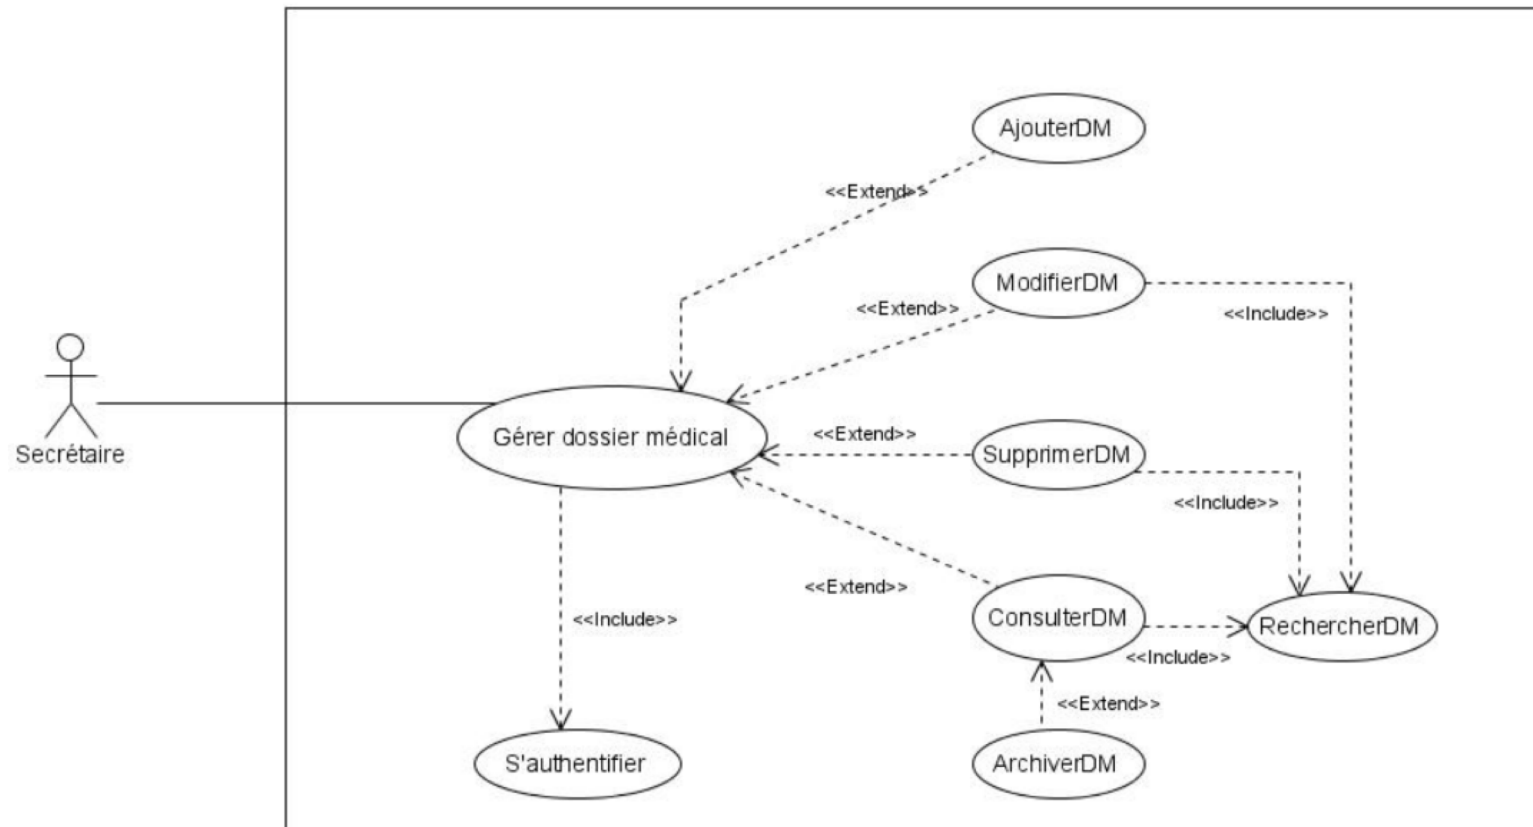 AjouterDM
<<Extend>>
ModifierDM
<<Extend>>
<<Include>>
Secrétaire
Gérer dossier médical
<<Extend>>
SupprimerDM
<<Include>>
<<Extend>>
ConsulterDM
RechercherDM
<<Include>>
<<Include>>
<<Extend>>
S'authentifier
ArchiverDM